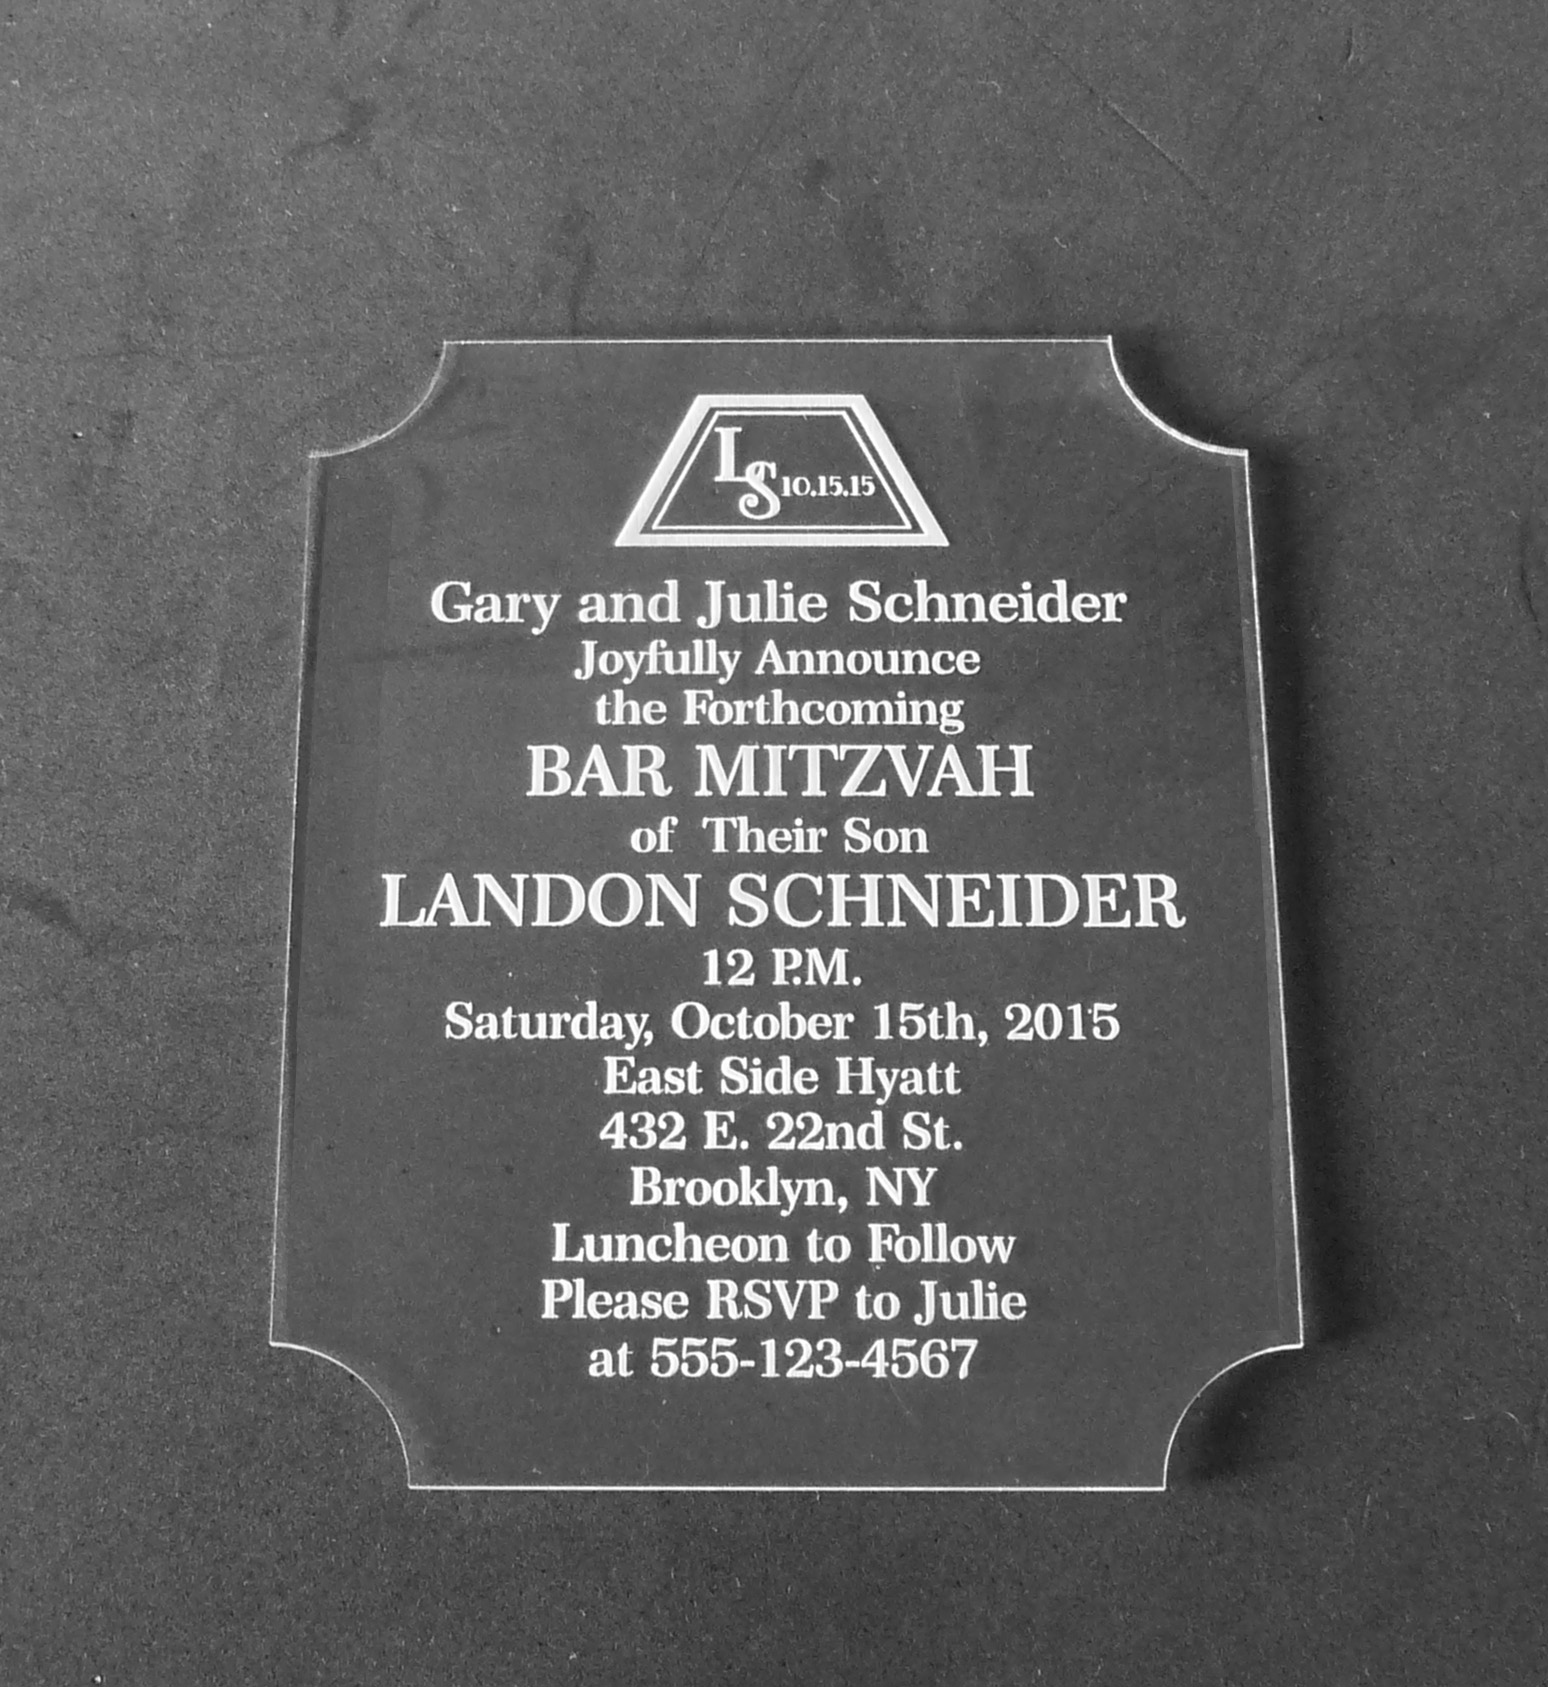 LS 10.15.15
Gary and Julie Schneider
Joyfully Announce
the Forthcoming
BAR MITZVAH
of Their Son
LANDON SCHNEIDER
12 P.M.
Saturday, October 15th, 2015
East Side Hyatt
432 E. 22nd St.
Brooklyn, NY
Luncheon to Follow
Please RSVP to Julie
at 555-123-4567